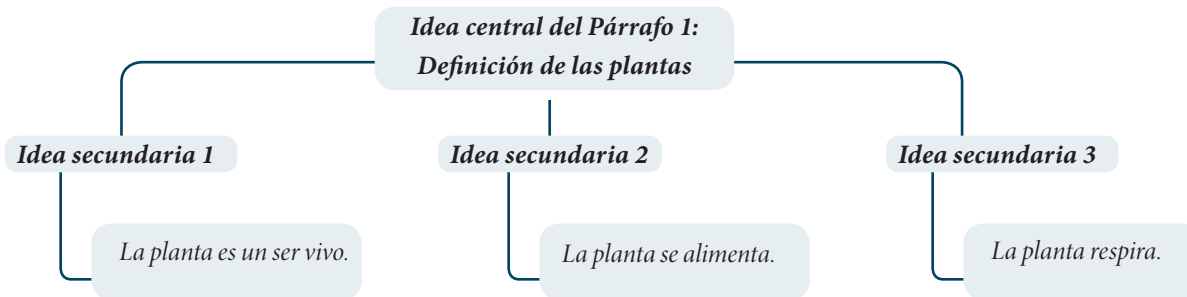 Idea central del Párrafo 1:
Definición de las plantas
Idea secundaria 1
Idea secundaria 2
Idea secundaria 3
La planta es un ser vivo.
La planta se alimenta.
La planta respira.